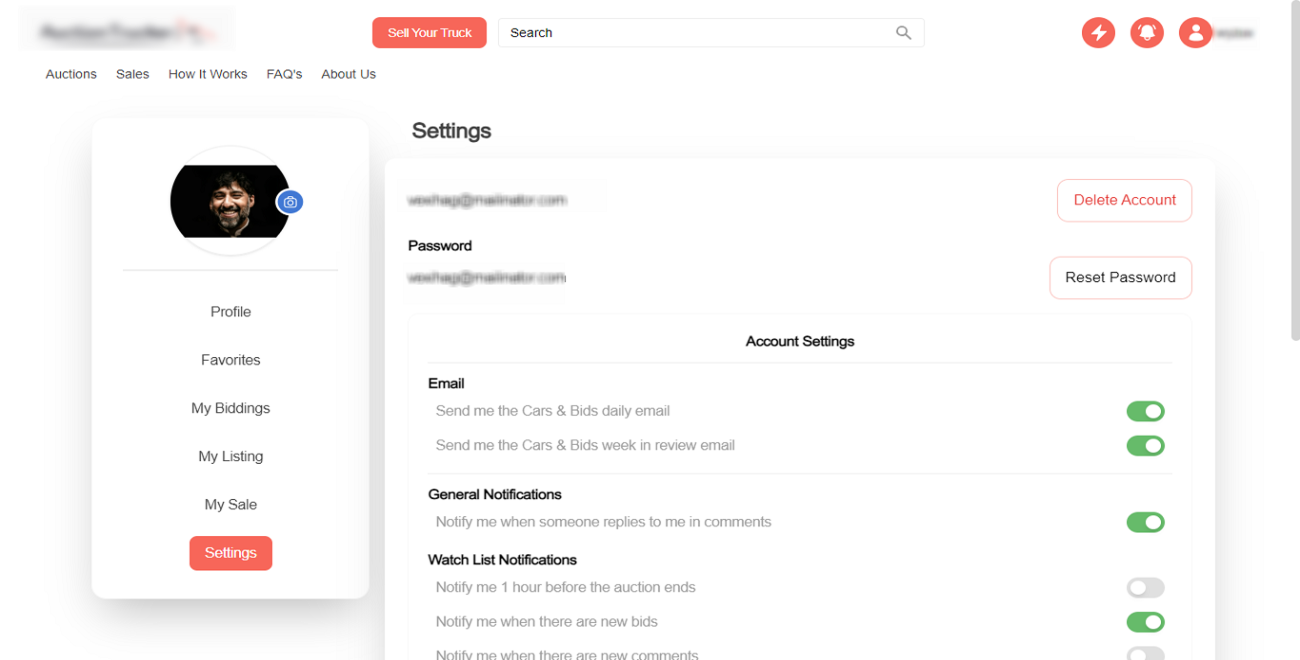 Sell Your Truck
Search
Auctions Sales How It Works FAQ's About Us
Settings
Delete Account
Password
Reset Password
Profile
Favorites
My Biddings
My Listing
My Sale
Settings
Account Settings
Email
Send me the Cars & Bids daily email
Send me the Cars & Bids week in review email
General Notifications
Notify me when someone replies to me in comments
Watch List Notifications
Notify me 1 hour before the auction ends
Notify me when there are new bids
Notify me when there are new comments